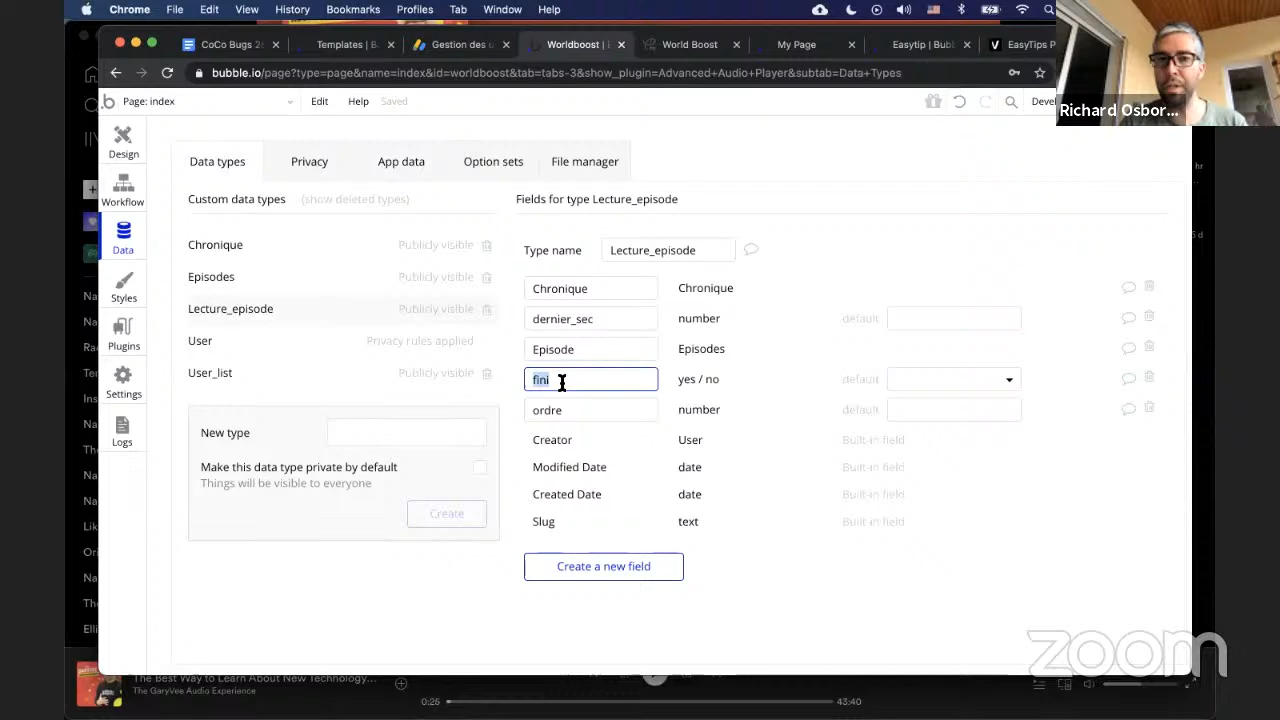 Chrome File Edit View History Bookmarks Profiles Tab Window Help
CoCo Bugs 2
Templates | B
Gestion des u
Worldboost |
World Boost
My Page
Easytip | Bubl
EasyTips P
bubble.io/page?type=page&name=index&id=worldboost&tab=tabs-3&show_plugin=Advanced+Audio+Player&subtab=Data+Types
Page: index
Edit Help Saved
Richard Osbor...
Design
Workflow
Data
Styles
Plugins
Settings
Logs
Data types Privacy App data Option sets File manager
Custom data types (show deleted types)
Chronique Publicly visible
Episodes Publicly visible
Lecture_episode Publicly visible
User Privacy rules applied
User_list Publicly visible
New type
Make this data type private by default
Things will be visible to everyone
Create
Fields for type Lecture_episode
Type name Lecture_episode
Chronique Chronique
dernier_sec number default
Episode Episodes
fini yes / no default
ordre number default
Creator User Built-in field
Modified Date date Built-in field
Created Date date Built-in field
Slug text Built-in field
Create a new field
zoom
The Best Way to Learn About New Technology...
The GaryVee Audio Experience
0:25 43:40